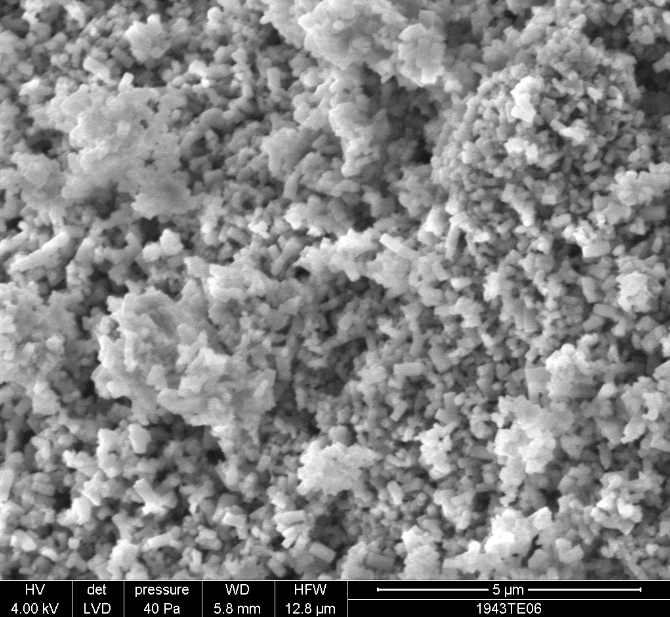 HV det pressure WD HFW 5 µm
4.00 kV LVD 40 Pa 5.8 mm 12.8 µm 1943TE06